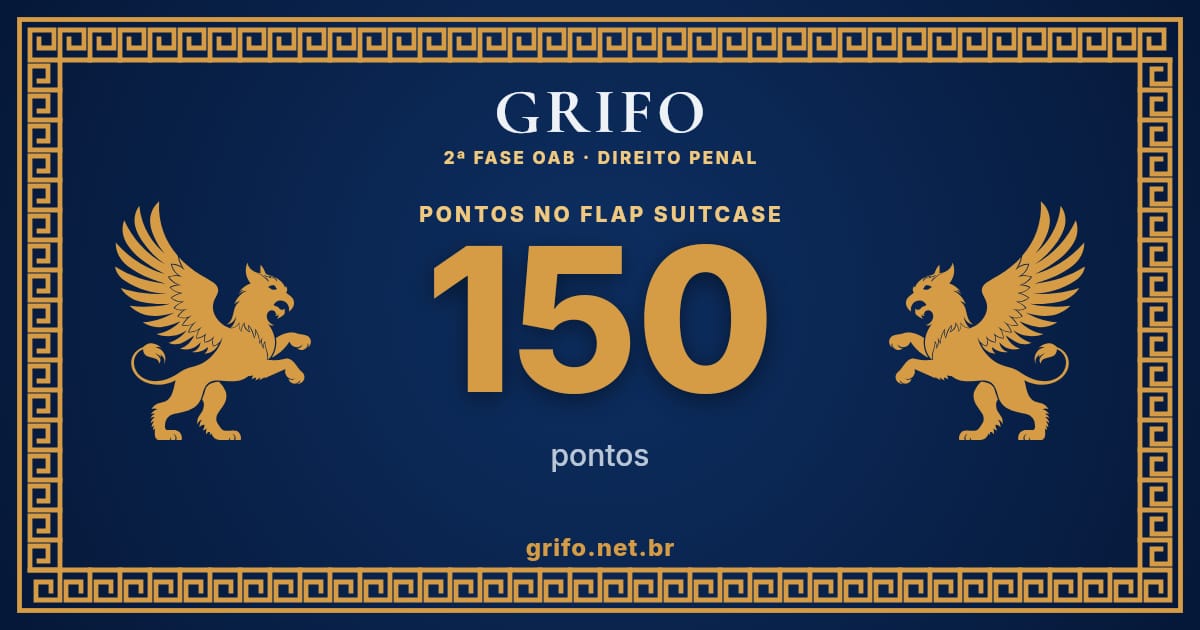 GRIFO
2ª FASE OAB · DIREITO PENAL
PONTOS NO FLAP SUITCASE
150
pontos
grifo.net.br